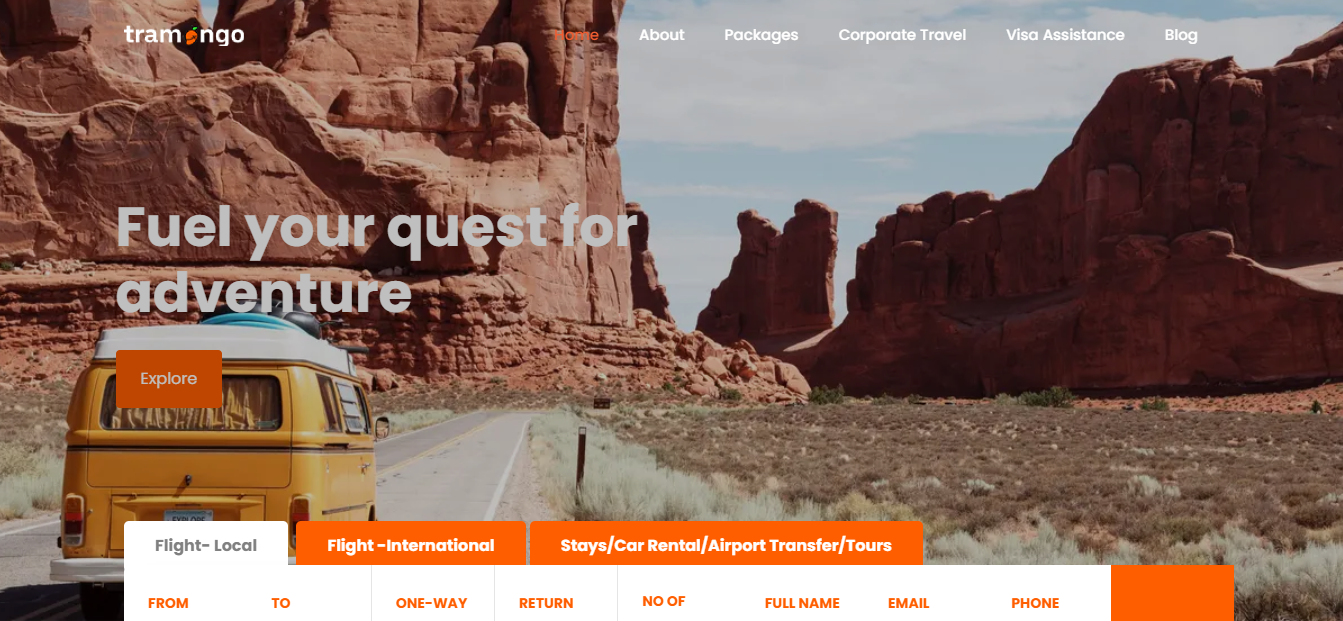 tramango
Home About Packages Corporate Travel Visa Assistance Blog
Fuel your quest for
adventure
Explore
EXPLORE
Flight- Local Flight -International Stays/Car Rental/Airport Transfer/Tours
FROM TO ONE-WAY RETURN NO OF FULL NAME EMAIL PHONE